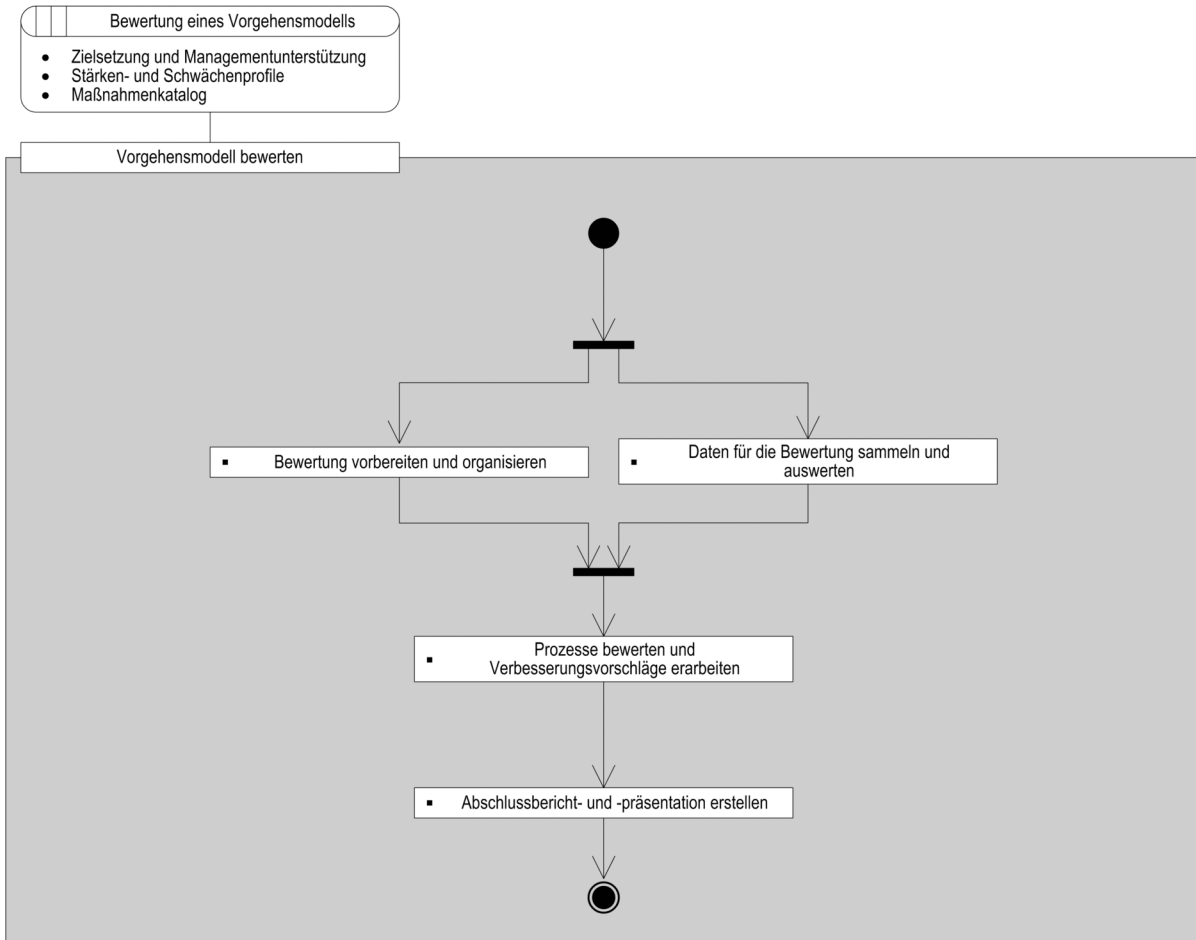 Bewertung eines Vorgehensmodells
Zielsetzung und Managementunterstützung
Stärken- und Schwächenprofile
Maßnahmenkatalog
Vorgehensmodell bewerten
Bewertung vorbereiten und organisieren
Daten für die Bewertung sammeln und
auswerten
Prozesse bewerten und
Verbesserungsvorschläge erarbeiten
Abschlussbericht- und -präsentation erstellen